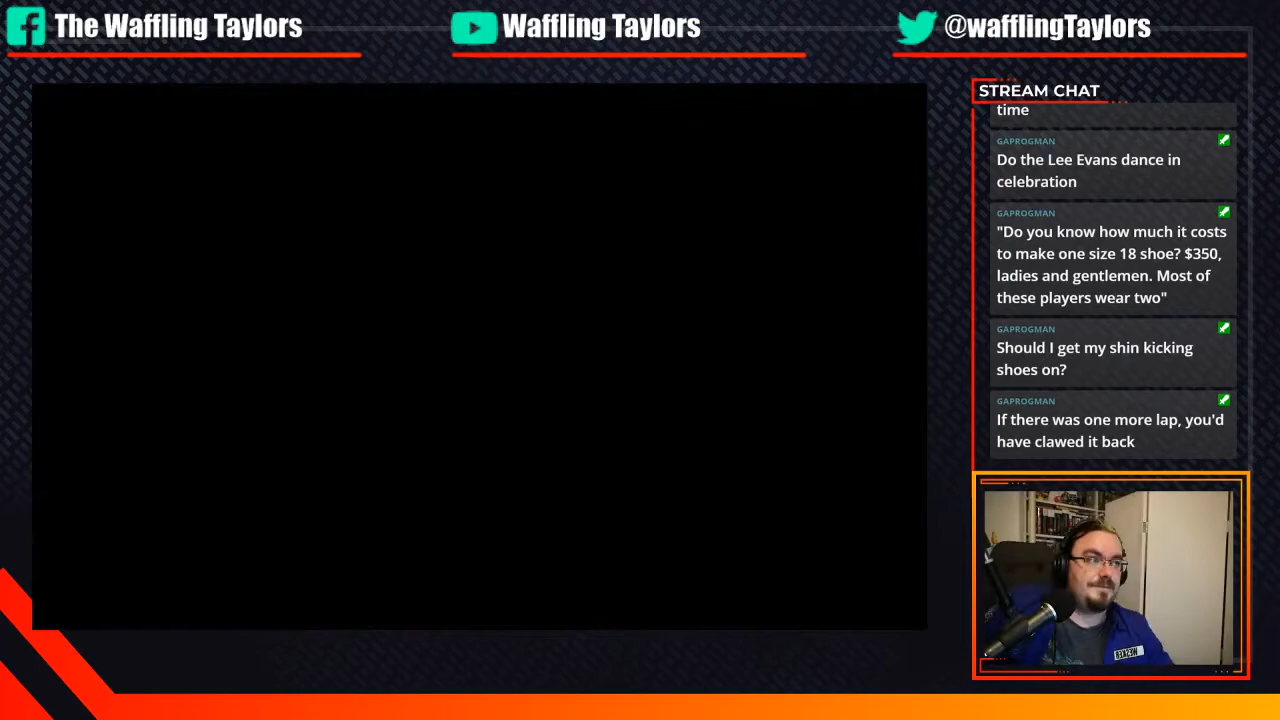 The Waffling Taylors
Waffling Taylors
@wafflingTaylors
STREAM CHAT
time
GAPROGMAN
Do the Lee Evans dance in
celebration
GAPROGMAN
"Do you know how much it costs
to make one size 18 shoe? $350,
ladies and gentlemen. Most of
these players wear two"
GAPROGMAN
Should I get my shin kicking
shoes on?
GAPROGMAN
If there was one more lap, you'd
have clawed it back